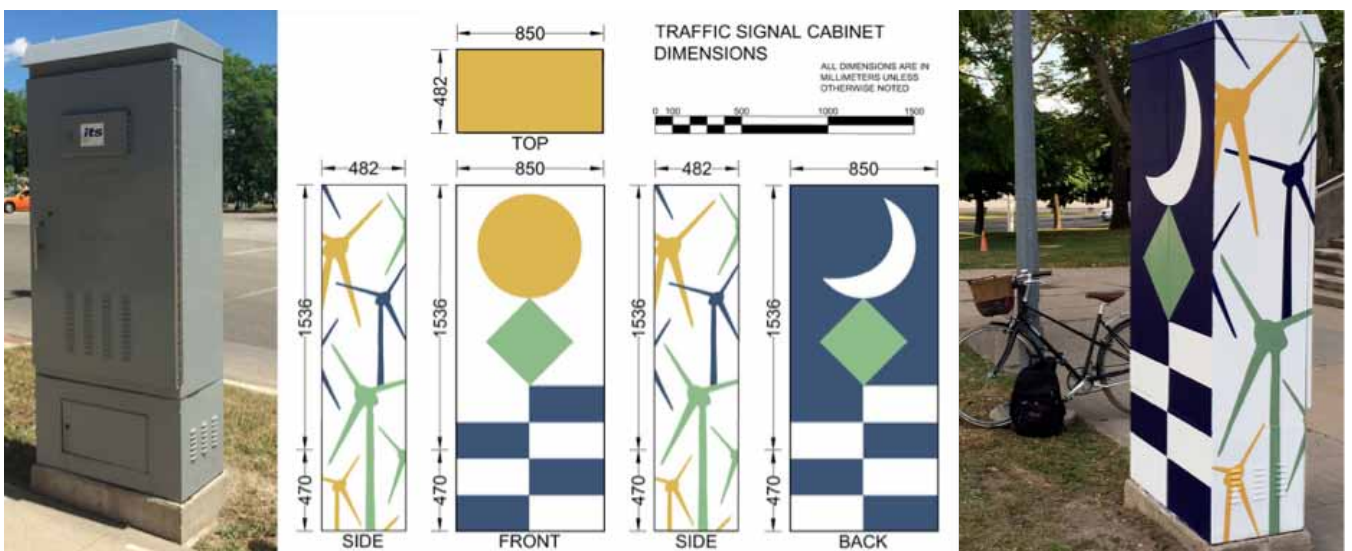 its
850
482
TOP
TRAFFIC SIGNAL CABINET
DIMENSIONS
ALL DIMENSIONS ARE IN
MILLIMETERS UNLESS
OTHERWISE NOTED
0 100 500 1000 1500
482
1536
470
SIDE
850
1536
470
FRONT
482
1536
470
SIDE
850
1536
470
BACK